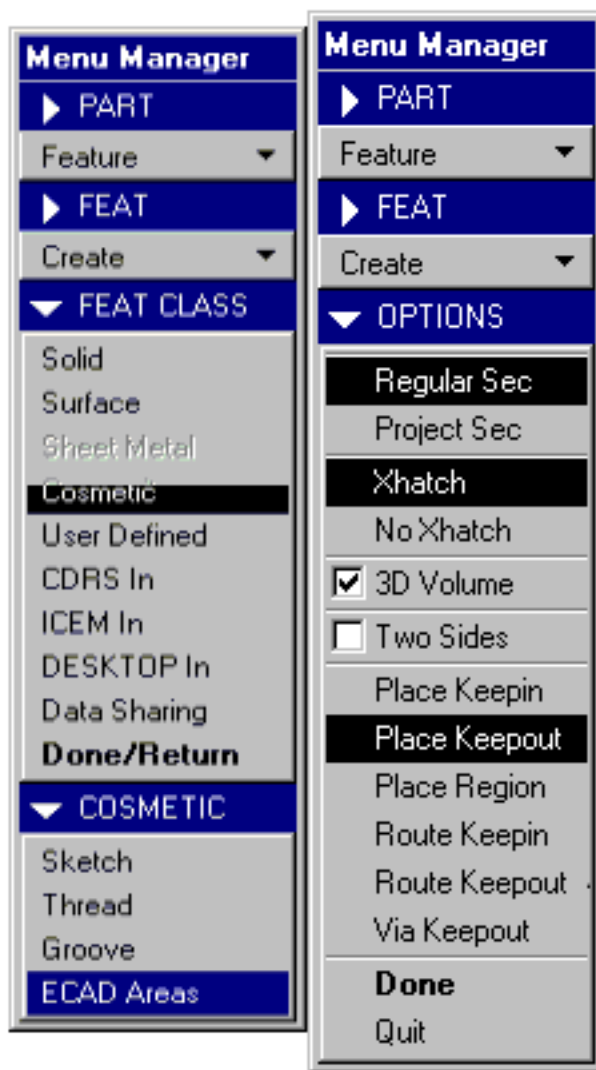 Menu Manager
PART
Feature
FEAT
Create
FEAT CLASS
Solid
Surface
Sheet Metal
Cosmetic
User Defined
CDRS In
ICEM In
DESKTOP In
Data Sharing
Done/Return
COSMETIC
Sketch
Thread
Groove
ECAD Areas
Menu Manager
PART
Feature
FEAT
Create
OPTIONS
Regular Sec
Project Sec
Xhatch
No Xhatch
3D Volume
Two Sides
Place Keepin
Place Keepout
Place Region
Route Keepin
Route Keepout
Via Keepout
Done
Quit